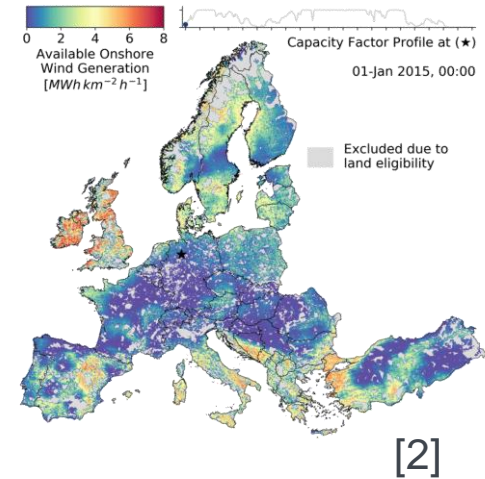 0 2 4 6 8
Available Onshore
Wind Generation
[MWh km⁻² h⁻¹]
Capacity Factor Profile at (★)
01-Jan 2015, 00:00
Excluded due to
land eligibility
[2]